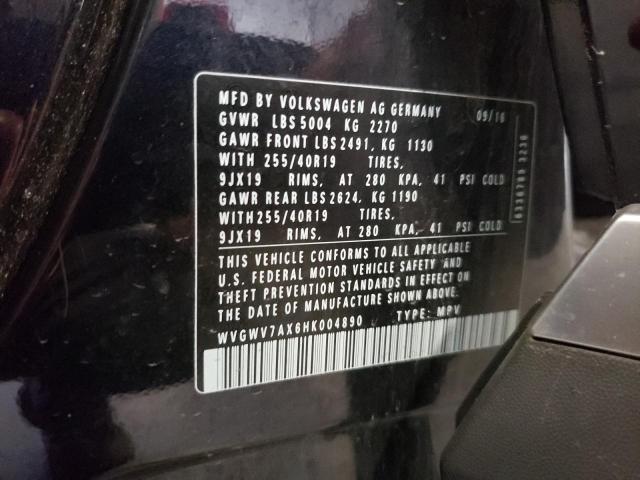 MFD BY VOLKSWAGEN AG GERMANY 09/16
GVWR LBS 5004 KG 2270
GAWR FRONT LBS 2491, KG 1130
WITH 255/40R19 TIRES,
9JX19 RIMS, AT 280 KPA, 41 PSI COLD
GAWR REAR LBS 2624, KG 1190
WITH 255/40R19 TIRES,
9JX19 RIMS, AT 280 KPA, 41 PSI COLD
THIS VEHICLE CONFORMS TO ALL APPLICABLE
U.S. FEDERAL MOTOR VEHICLE SAFETY AND
THEFT PREVENTION STANDARDS IN EFFECT ON
THE DATE OF MANUFACTURE SHOWN ABOVE.
WVGWV7AX6HK004890 TYPE: MPV